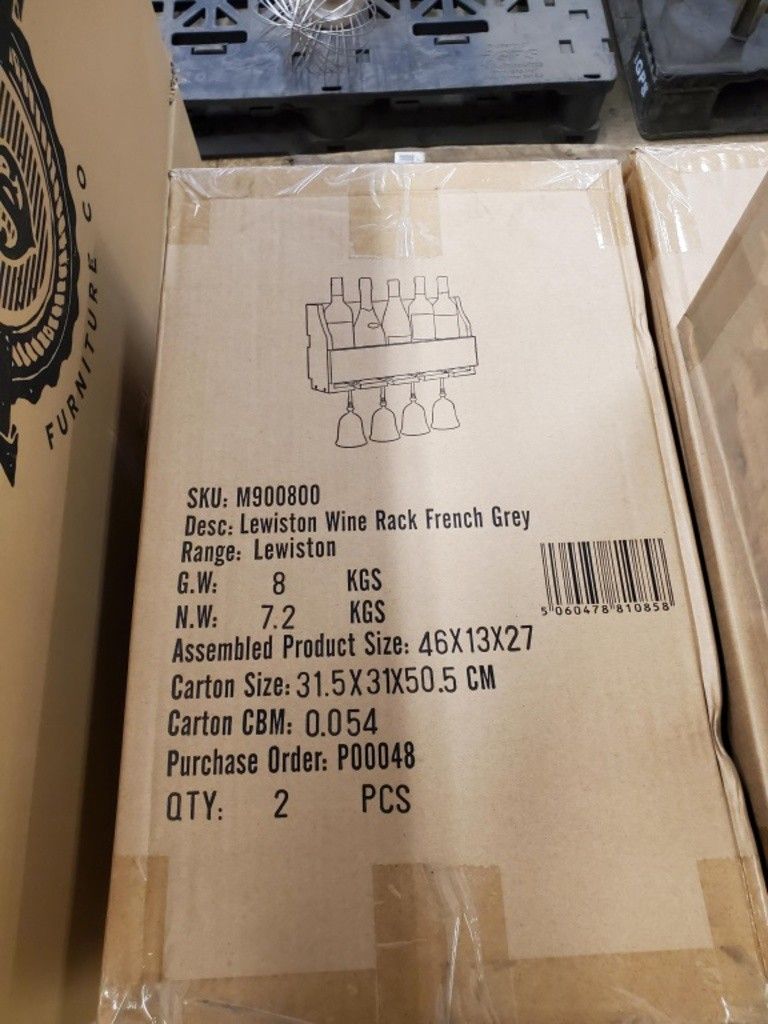 FURNITURE CO
SKU: M900800
Desc: Lewiston Wine Rack French Grey
Range: Lewiston
G.W: 8 KGS
N.W: 7.2 KGS
Assembled Product Size: 46X13X27
Carton Size: 31.5X31X50.5 CM
Carton CBM: 0.054
Purchase Order: P00048
QTY: 2 PCS
5 060478 810858